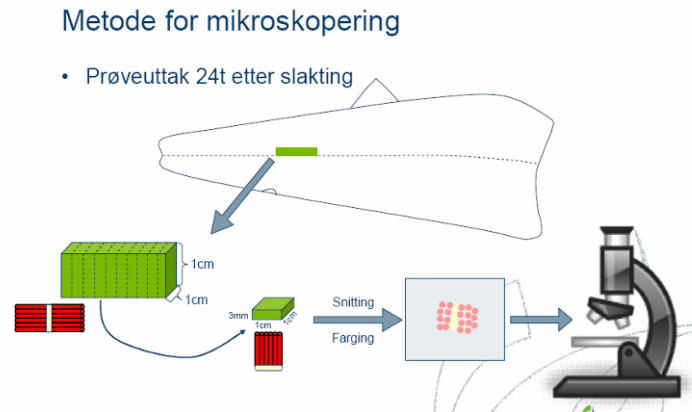 Metode for mikroskopering
• Prøveuttak 24t etter slakting
1cm
1cm
3mm
1cm
1cm
Snitting
Farging